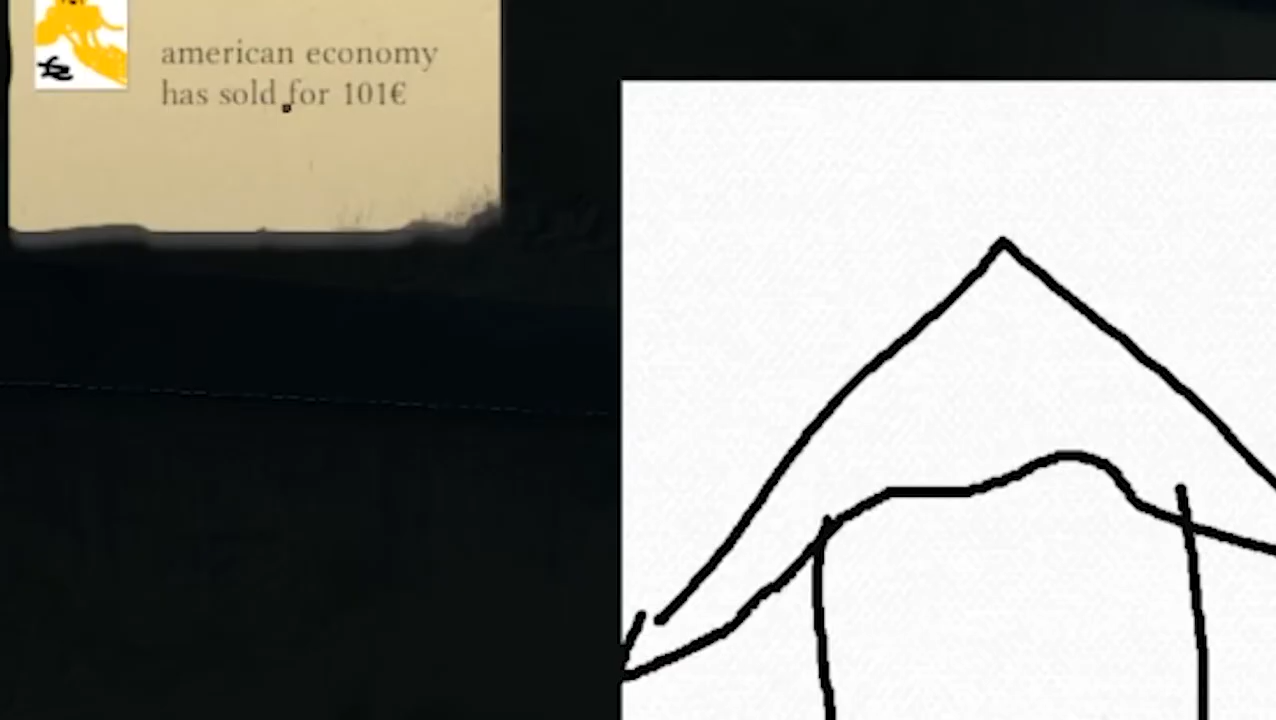 american economy
has sold for 101€